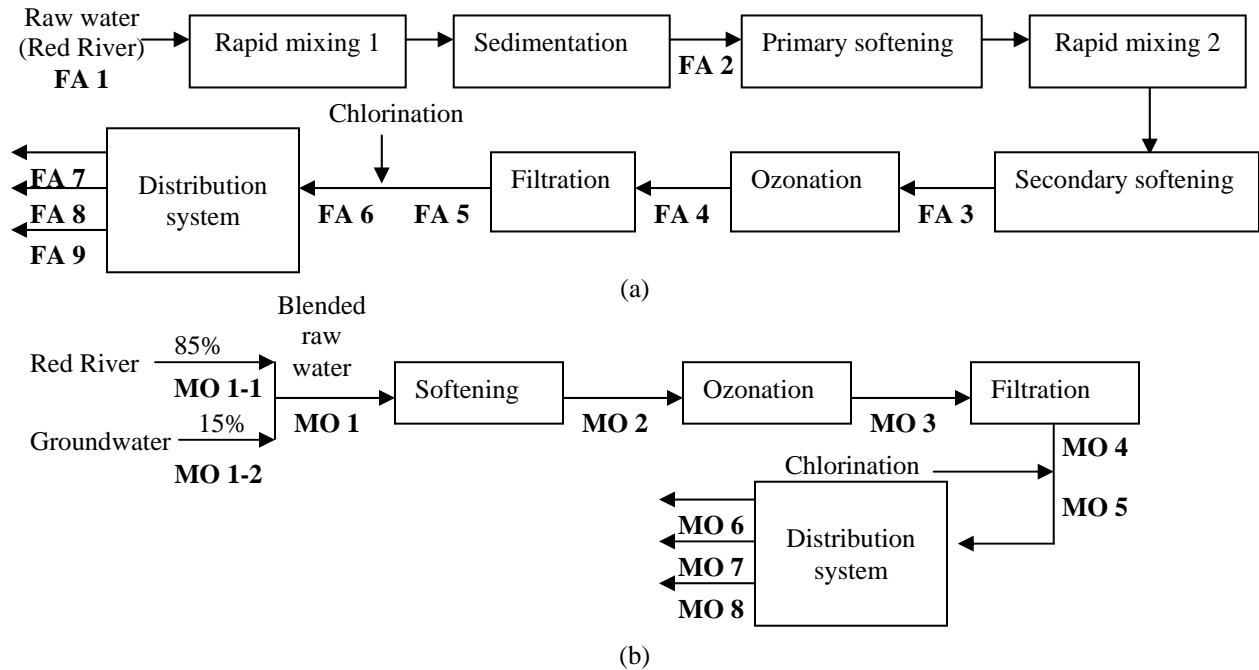 Raw water
(Red River)
FA 1
Rapid mixing 1
Sedimentation
FA 2
Primary softening
Rapid mixing 2
Chlorination
FA 7
FA 8
FA 9
Distribution
system
FA 6
FA 5
Filtration
FA 4
Ozonation
FA 3
Secondary softening
(a)
Blended
raw
water
Red River
85%
MO 1-1
Groundwater
15%
MO 1-2
MO 1
Softening
MO 2
Ozonation
MO 3
Filtration
MO 4
Chlorination
MO 5
MO 6
MO 7
MO 8
Distribution
system
(b)